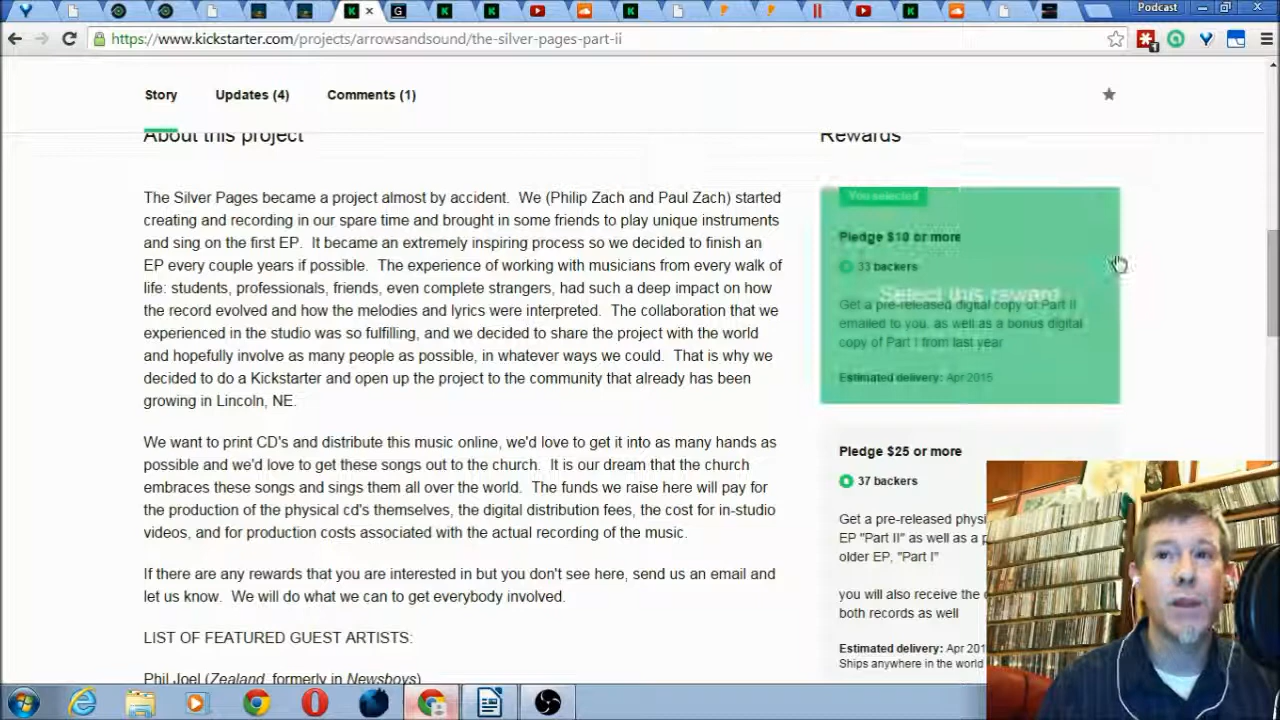 Podcast
https://www.kickstarter.com/projects/arrowsandsound/the-silver-pages-part-ii
1
Story
Updates (4)
Comments (1)
About this project
The Silver Pages became a project almost by accident.  We (Philip Zach and Paul Zach) started
creating and recording in our spare time and brought in some friends to play unique instruments
and sing on the first EP.  It became an extremely inspiring process so we decided to finish an
EP every couple years if possible.  The experience of working with musicians from every walk of
life: students, professionals, friends, even complete strangers, had such a deep impact on how
the record evolved and how the melodies and lyrics were interpreted.  The collaboration that we
experienced in the studio was so fulfilling, and we decided to share the project with the world
and hopefully involve as many people as possible, in whatever ways we could.  That is why we
decided to do a Kickstarter and open up the project to the community that already has been
growing in Lincoln, NE.
We want to print CD's and distribute this music online, we'd love to get it into as many hands as
possible and we'd love to get these songs out to the church.  It is our dream that the church
embraces these songs and sings them all over the world.  The funds we raise here will pay for
the production of the physical cd's themselves, the digital distribution fees, the cost for in-studio
videos, and for production costs associated with the actual recording of the music.
If there are any rewards that you are interested in but you don't see here, send us an email and
let us know.  We will do what we can to get everybody involved.
LIST OF FEATURED GUEST ARTISTS:
Phil Joel (Zealand, formerly in Newsboys)
Rewards
You selected
Pledge $10 or more
33 backers
Select this reward
Get a pre-released digital copy of Part II
emailed to you, as well as a bonus digital
copy of Part I from last year
Estimated delivery: Apr 2015
Pledge $25 or more
37 backers
Get a pre-released
EP "Part II" as well as a
older EP, "Part I"
you will also receive the
both records as well
Estimated delivery: Apr
Ships anywhere in the world